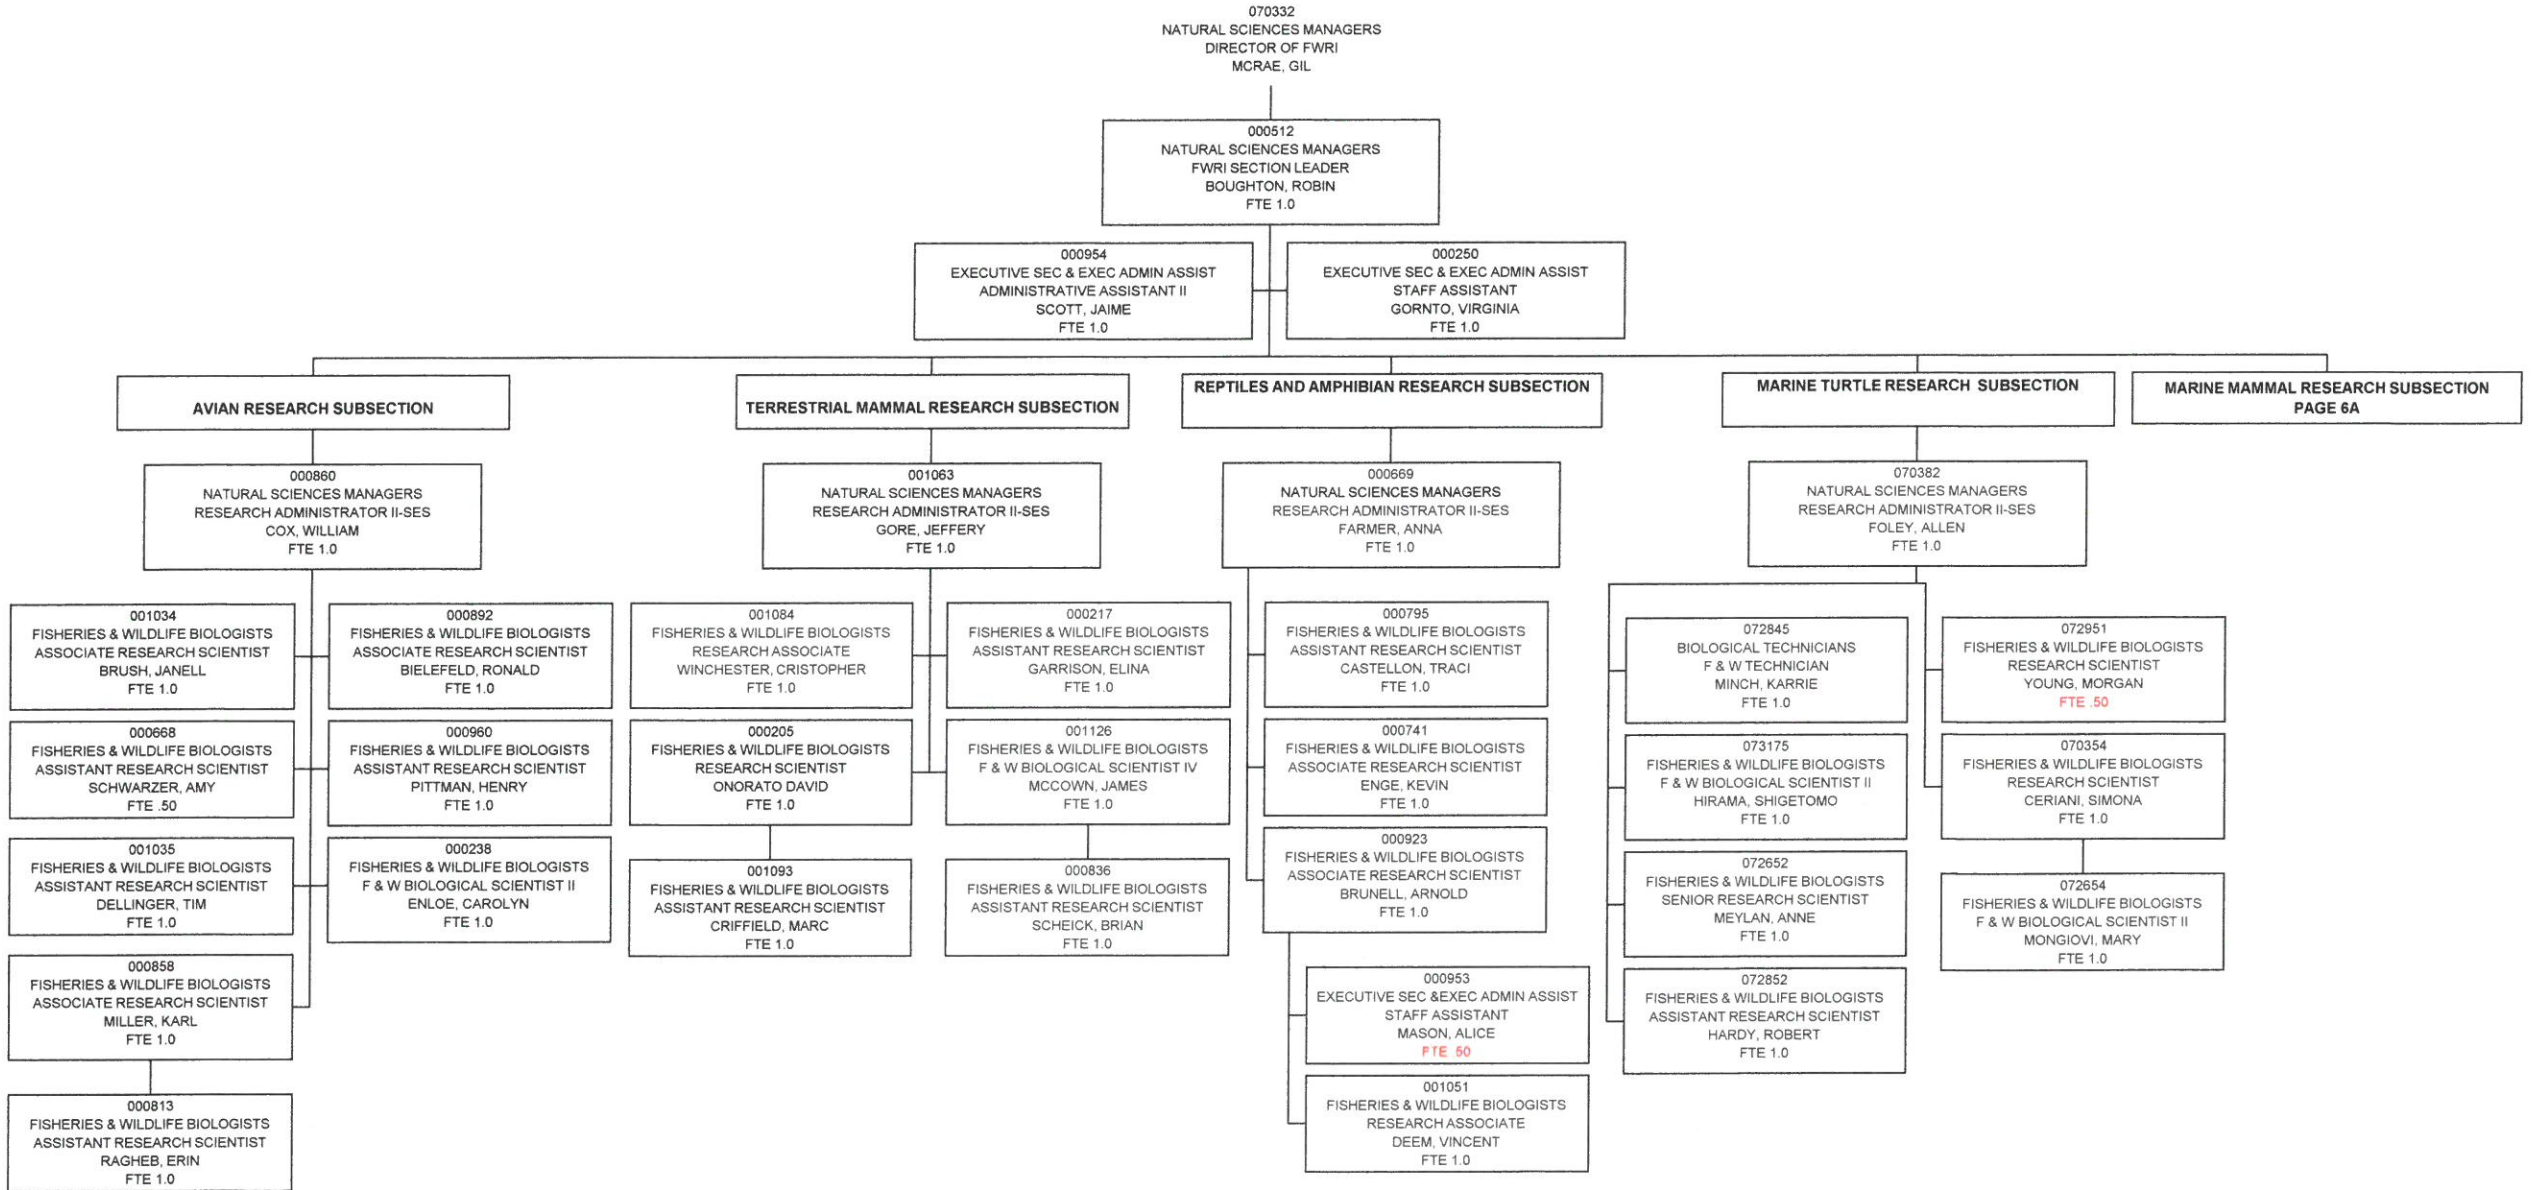 070332
NATURAL SCIENCES MANAGERS
DIRECTOR OF FWRI
MCRAE, GIL
000512
NATURAL SCIENCES MANAGERS
FWRI SECTION LEADER
BOUGHTON, ROBIN
FTE 1.0
000954
EXECUTIVE SEC & EXEC ADMIN ASSIST
ADMINISTRATIVE ASSISTANT II
SCOTT, JAIME
FTE 1.0
000250
EXECUTIVE SEC & EXEC ADMIN ASSIST
STAFF ASSISTANT
GORNTO, VIRGINIA
FTE 1.0
AVIAN RESEARCH SUBSECTION
TERRESTRIAL MAMMAL RESEARCH SUBSECTION
REPTILES AND AMPHIBIAN RESEARCH SUBSECTION
MARINE TURTLE RESEARCH SUBSECTION
MARINE MAMMAL RESEARCH SUBSECTION
PAGE 6A
000860
NATURAL SCIENCES MANAGERS
RESEARCH ADMINISTRATOR II-SES
COX, WILLIAM
FTE 1.0
001034
FISHERIES & WILDLIFE BIOLOGISTS
ASSOCIATE RESEARCH SCIENTIST
BRUSH, JANELL
FTE 1.0
000892
FISHERIES & WILDLIFE BIOLOGISTS
ASSOCIATE RESEARCH SCIENTIST
BIELEFELD, RONALD
FTE 1.0
000668
FISHERIES & WILDLIFE BIOLOGISTS
ASSISTANT RESEARCH SCIENTIST
SCHWARZER, AMY
FTE .50
000960
FISHERIES & WILDLIFE BIOLOGISTS
ASSISTANT RESEARCH SCIENTIST
PITTMAN, HENRY
FTE 1.0
001035
FISHERIES & WILDLIFE BIOLOGISTS
ASSISTANT RESEARCH SCIENTIST
DELLINGER, TIM
FTE 1.0
000238
FISHERIES & WILDLIFE BIOLOGISTS
F & W BIOLOGICAL SCIENTIST II
ENLOE, CAROLYN
FTE 1.0
000858
FISHERIES & WILDLIFE BIOLOGISTS
ASSOCIATE RESEARCH SCIENTIST
MILLER, KARL
FTE 1.0
000813
FISHERIES & WILDLIFE BIOLOGISTS
ASSISTANT RESEARCH SCIENTIST
RAGHEB, ERIN
FTE 1.0
001063
NATURAL SCIENCES MANAGERS
RESEARCH ADMINISTRATOR II-SES
GORE, JEFFERY
FTE 1.0
001084
FISHERIES & WILDLIFE BIOLOGISTS
RESEARCH ASSOCIATE
WINCHESTER, CRISTOPHER
FTE 1.0
000217
FISHERIES & WILDLIFE BIOLOGISTS
ASSISTANT RESEARCH SCIENTIST
GARRISON, ELINA
FTE 1.0
000205
FISHERIES & WILDLIFE BIOLOGISTS
RESEARCH SCIENTIST
ONORATO DAVID
FTE 1.0
001126
FISHERIES & WILDLIFE BIOLOGISTS
F & W BIOLOGICAL SCIENTIST IV
MCCOWN, JAMES
FTE 1.0
001093
FISHERIES & WILDLIFE BIOLOGISTS
ASSISTANT RESEARCH SCIENTIST
CRIFFIELD, MARC
FTE 1.0
000836
FISHERIES & WILDLIFE BIOLOGISTS
ASSISTANT RESEARCH SCIENTIST
SCHEICK, BRIAN
FTE 1.0
000669
NATURAL SCIENCES MANAGERS
RESEARCH ADMINISTRATOR II-SES
FARMER, ANNA
FTE 1.0
000795
FISHERIES & WILDLIFE BIOLOGISTS
ASSISTANT RESEARCH SCIENTIST
CASTELLON, TRACI
FTE 1.0
000741
FISHERIES & WILDLIFE BIOLOGISTS
ASSOCIATE RESEARCH SCIENTIST
ENGE, KEVIN
FTE 1.0
000923
FISHERIES & WILDLIFE BIOLOGISTS
ASSOCIATE RESEARCH SCIENTIST
BRUNELL, ARNOLD
FTE 1.0
000953
EXECUTIVE SEC &EXEC ADMIN ASSIST
STAFF ASSISTANT
MASON, ALICE
FTE .50
001051
FISHERIES & WILDLIFE BIOLOGISTS
RESEARCH ASSOCIATE
DEEM, VINCENT
FTE 1.0
070382
NATURAL SCIENCES MANAGERS
RESEARCH ADMINISTRATOR II-SES
FOLEY, ALLEN
FTE 1.0
072845
BIOLOGICAL TECHNICIANS
F & W TECHNICIAN
MINCH, KARRIE
FTE 1.0
072951
FISHERIES & WILDLIFE BIOLOGISTS
RESEARCH SCIENTIST
YOUNG, MORGAN
FTE .50
073175
FISHERIES & WILDLIFE BIOLOGISTS
F & W BIOLOGICAL SCIENTIST II
HIRAMA, SHIGETOMO
FTE 1.0
070354
FISHERIES & WILDLIFE BIOLOGISTS
RESEARCH SCIENTIST
CERIANI, SIMONA
FTE 1.0
072652
FISHERIES & WILDLIFE BIOLOGISTS
SENIOR RESEARCH SCIENTIST
MEYLAN, ANNE
FTE 1.0
072654
FISHERIES & WILDLIFE BIOLOGISTS
F & W BIOLOGICAL SCIENTIST II
MONGIOVI, MARY
FTE 1.0
072852
FISHERIES & WILDLIFE BIOLOGISTS
ASSISTANT RESEARCH SCIENTIST
HARDY, ROBERT
FTE 1.0